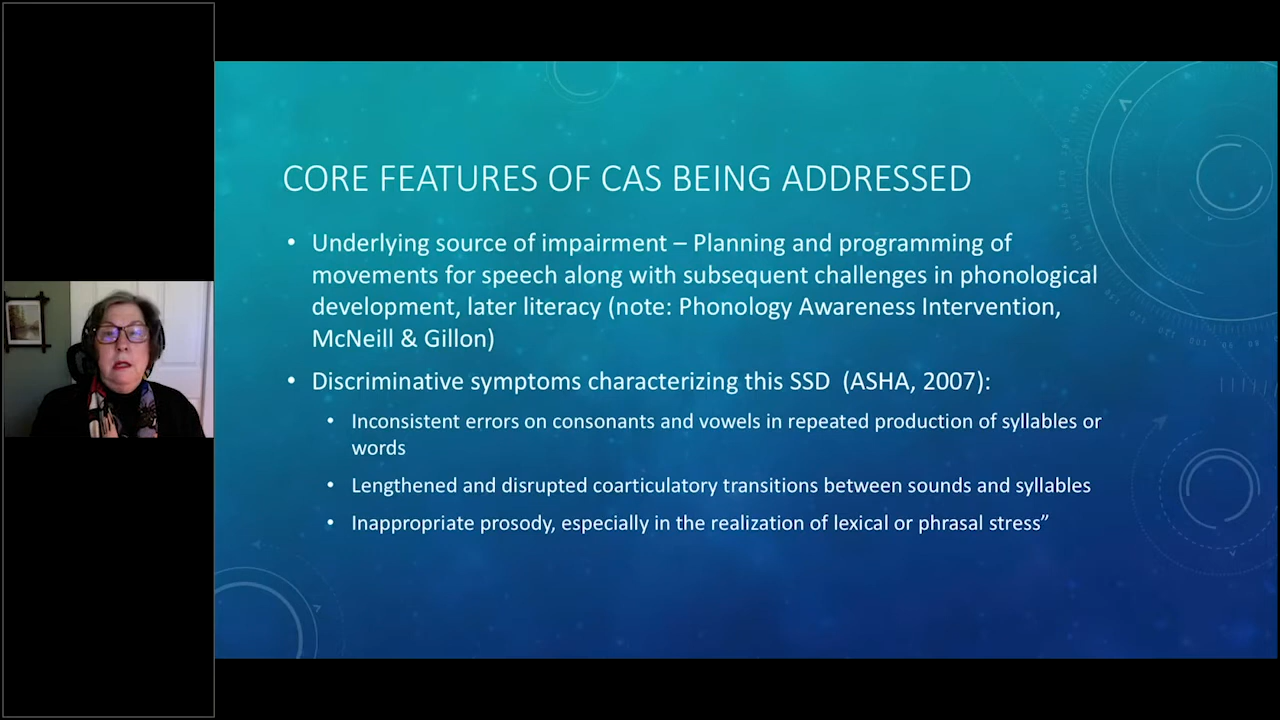 CORE FEATURES OF CAS BEING ADDRESSED
• Underlying source of impairment – Planning and programming of
movements for speech along with subsequent challenges in phonological
development, later literacy (note: Phonology Awareness Intervention,
McNeill & Gillon)
• Discriminative symptoms characterizing this SSD  (ASHA, 2007):
• Inconsistent errors on consonants and vowels in repeated production of syllables or
words
• Lengthened and disrupted coarticulatory transitions between sounds and syllables
• Inappropriate prosody, especially in the realization of lexical or phrasal stress”